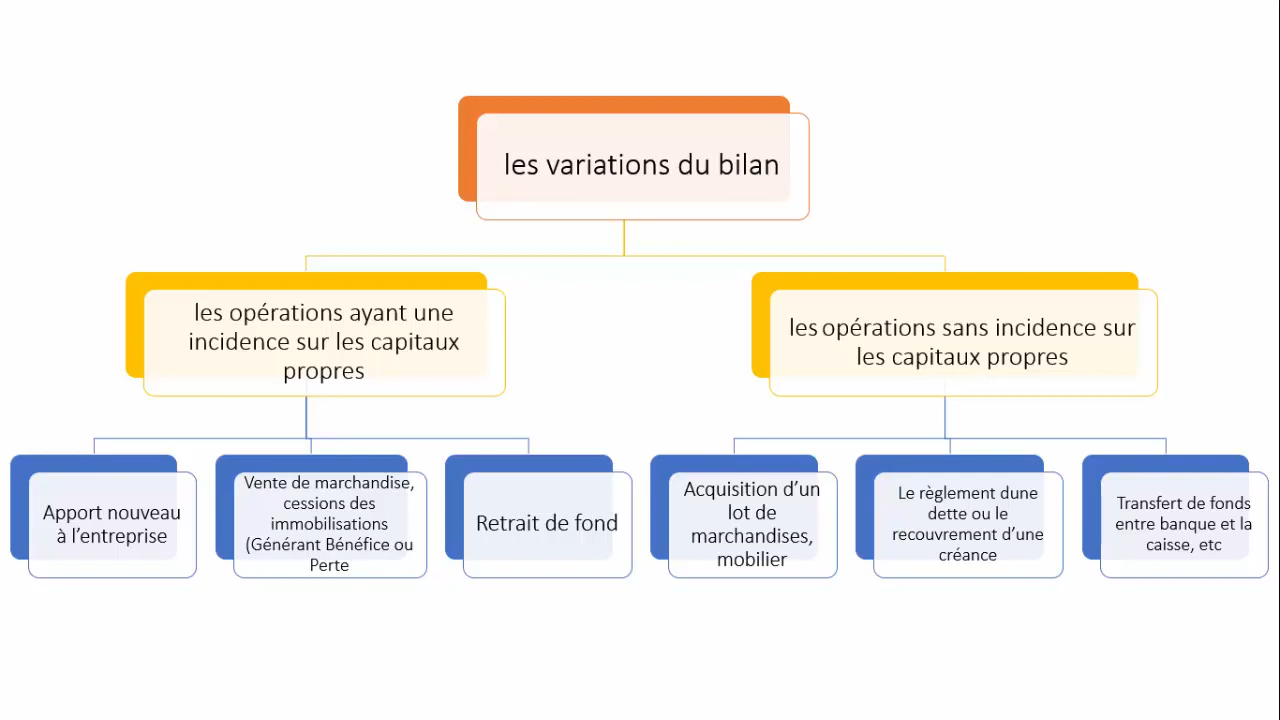 les variations du bilan
les opérations ayant une
incidence sur les capitaux
propres
les opérations sans incidence sur
les capitaux propres
Apport nouveau
à l’entreprise
Vente de marchandise,
cessions des
immobilisations
(Générant Bénéfice ou
Perte
Retrait de fond
Acquisition d’un
lot de
marchandises,
mobilier
Le règlement dune
dette ou le
recouvrement d’une
créance
Transfert de fonds
entre banque et la
caisse, etc